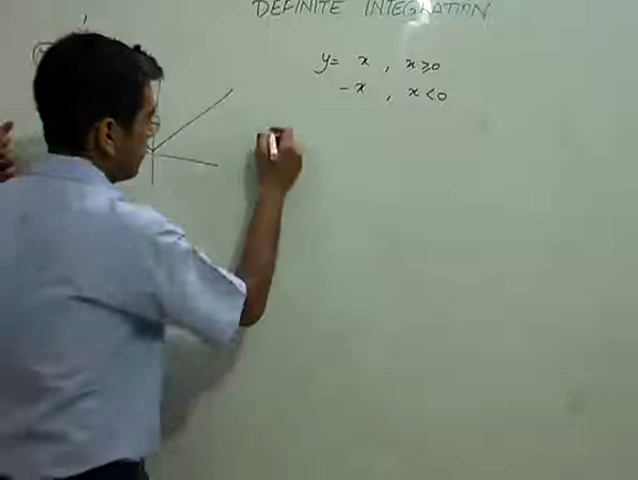 DEFINITE INTEGRATION
y= x , x≥0
-x , x<0